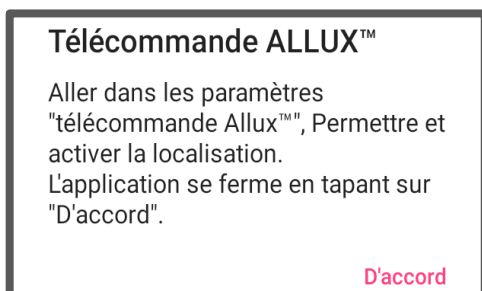 Télécommande ALLUX™
Aller dans les paramètres
"télécommande Allux™", Permettre et
activer la localisation.
L'application se ferme en tapant sur
"D'accord".
D'accord